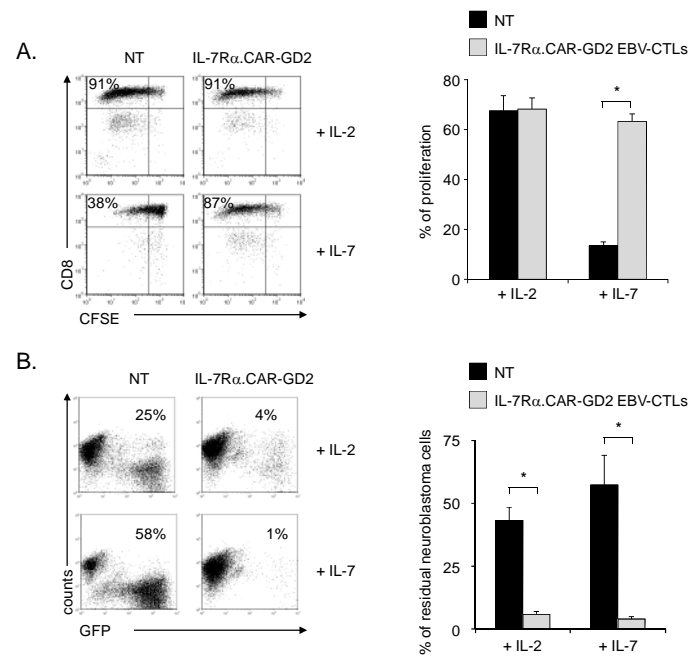 A.
NT
IL-7Rα.CAR-GD2
91%
91%
+ IL-2
38%
87%
+ IL-7
CD8
CFSE
NT
IL-7Rα.CAR-GD2 EBV-CTLs
% of proliferation
80
60
40
20
0
*
+ IL-2
+ IL-7
B.
NT
IL-7Rα.CAR-GD2
25%
4%
+ IL-2
58%
1%
+ IL-7
counts
GFP
NT
IL-7Rα.CAR-GD2 EBV-CTLs
% of residual neuroblastoma cells
75
50
25
0
*
*
+ IL-2
+ IL-7